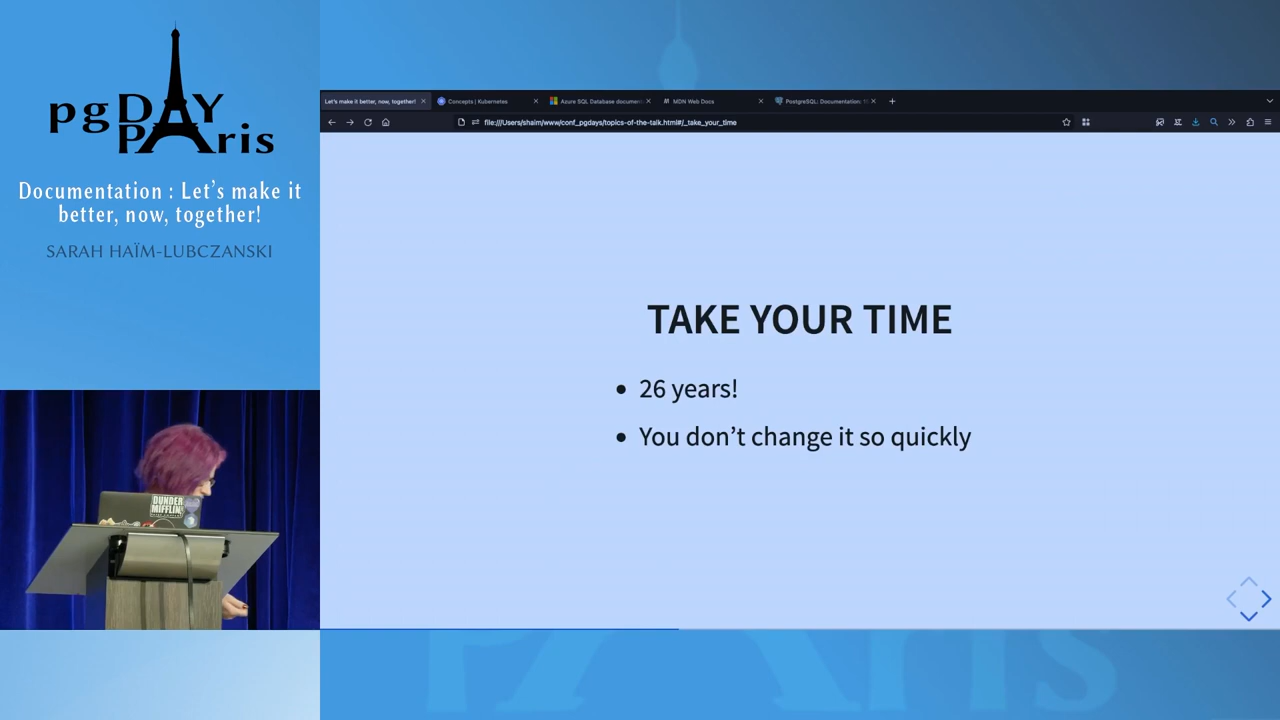 pgDAY
PAris
Documentation : Let's make it
better, now, together!
SARAH HAÏM-LUBCZANSKI
Let's make it better, now, together!
Concepts | Kubernetes
Azure SQL Database document
MDN Web Docs
PostgreSQL: Documentation:
file:///Users/shaim/www/conf_pgdays/topics-of-the-talk.html#/_take_your_time
TAKE YOUR TIME
• 26 years!
• You don’t change it so quickly
DUNDER
MIFFLIN